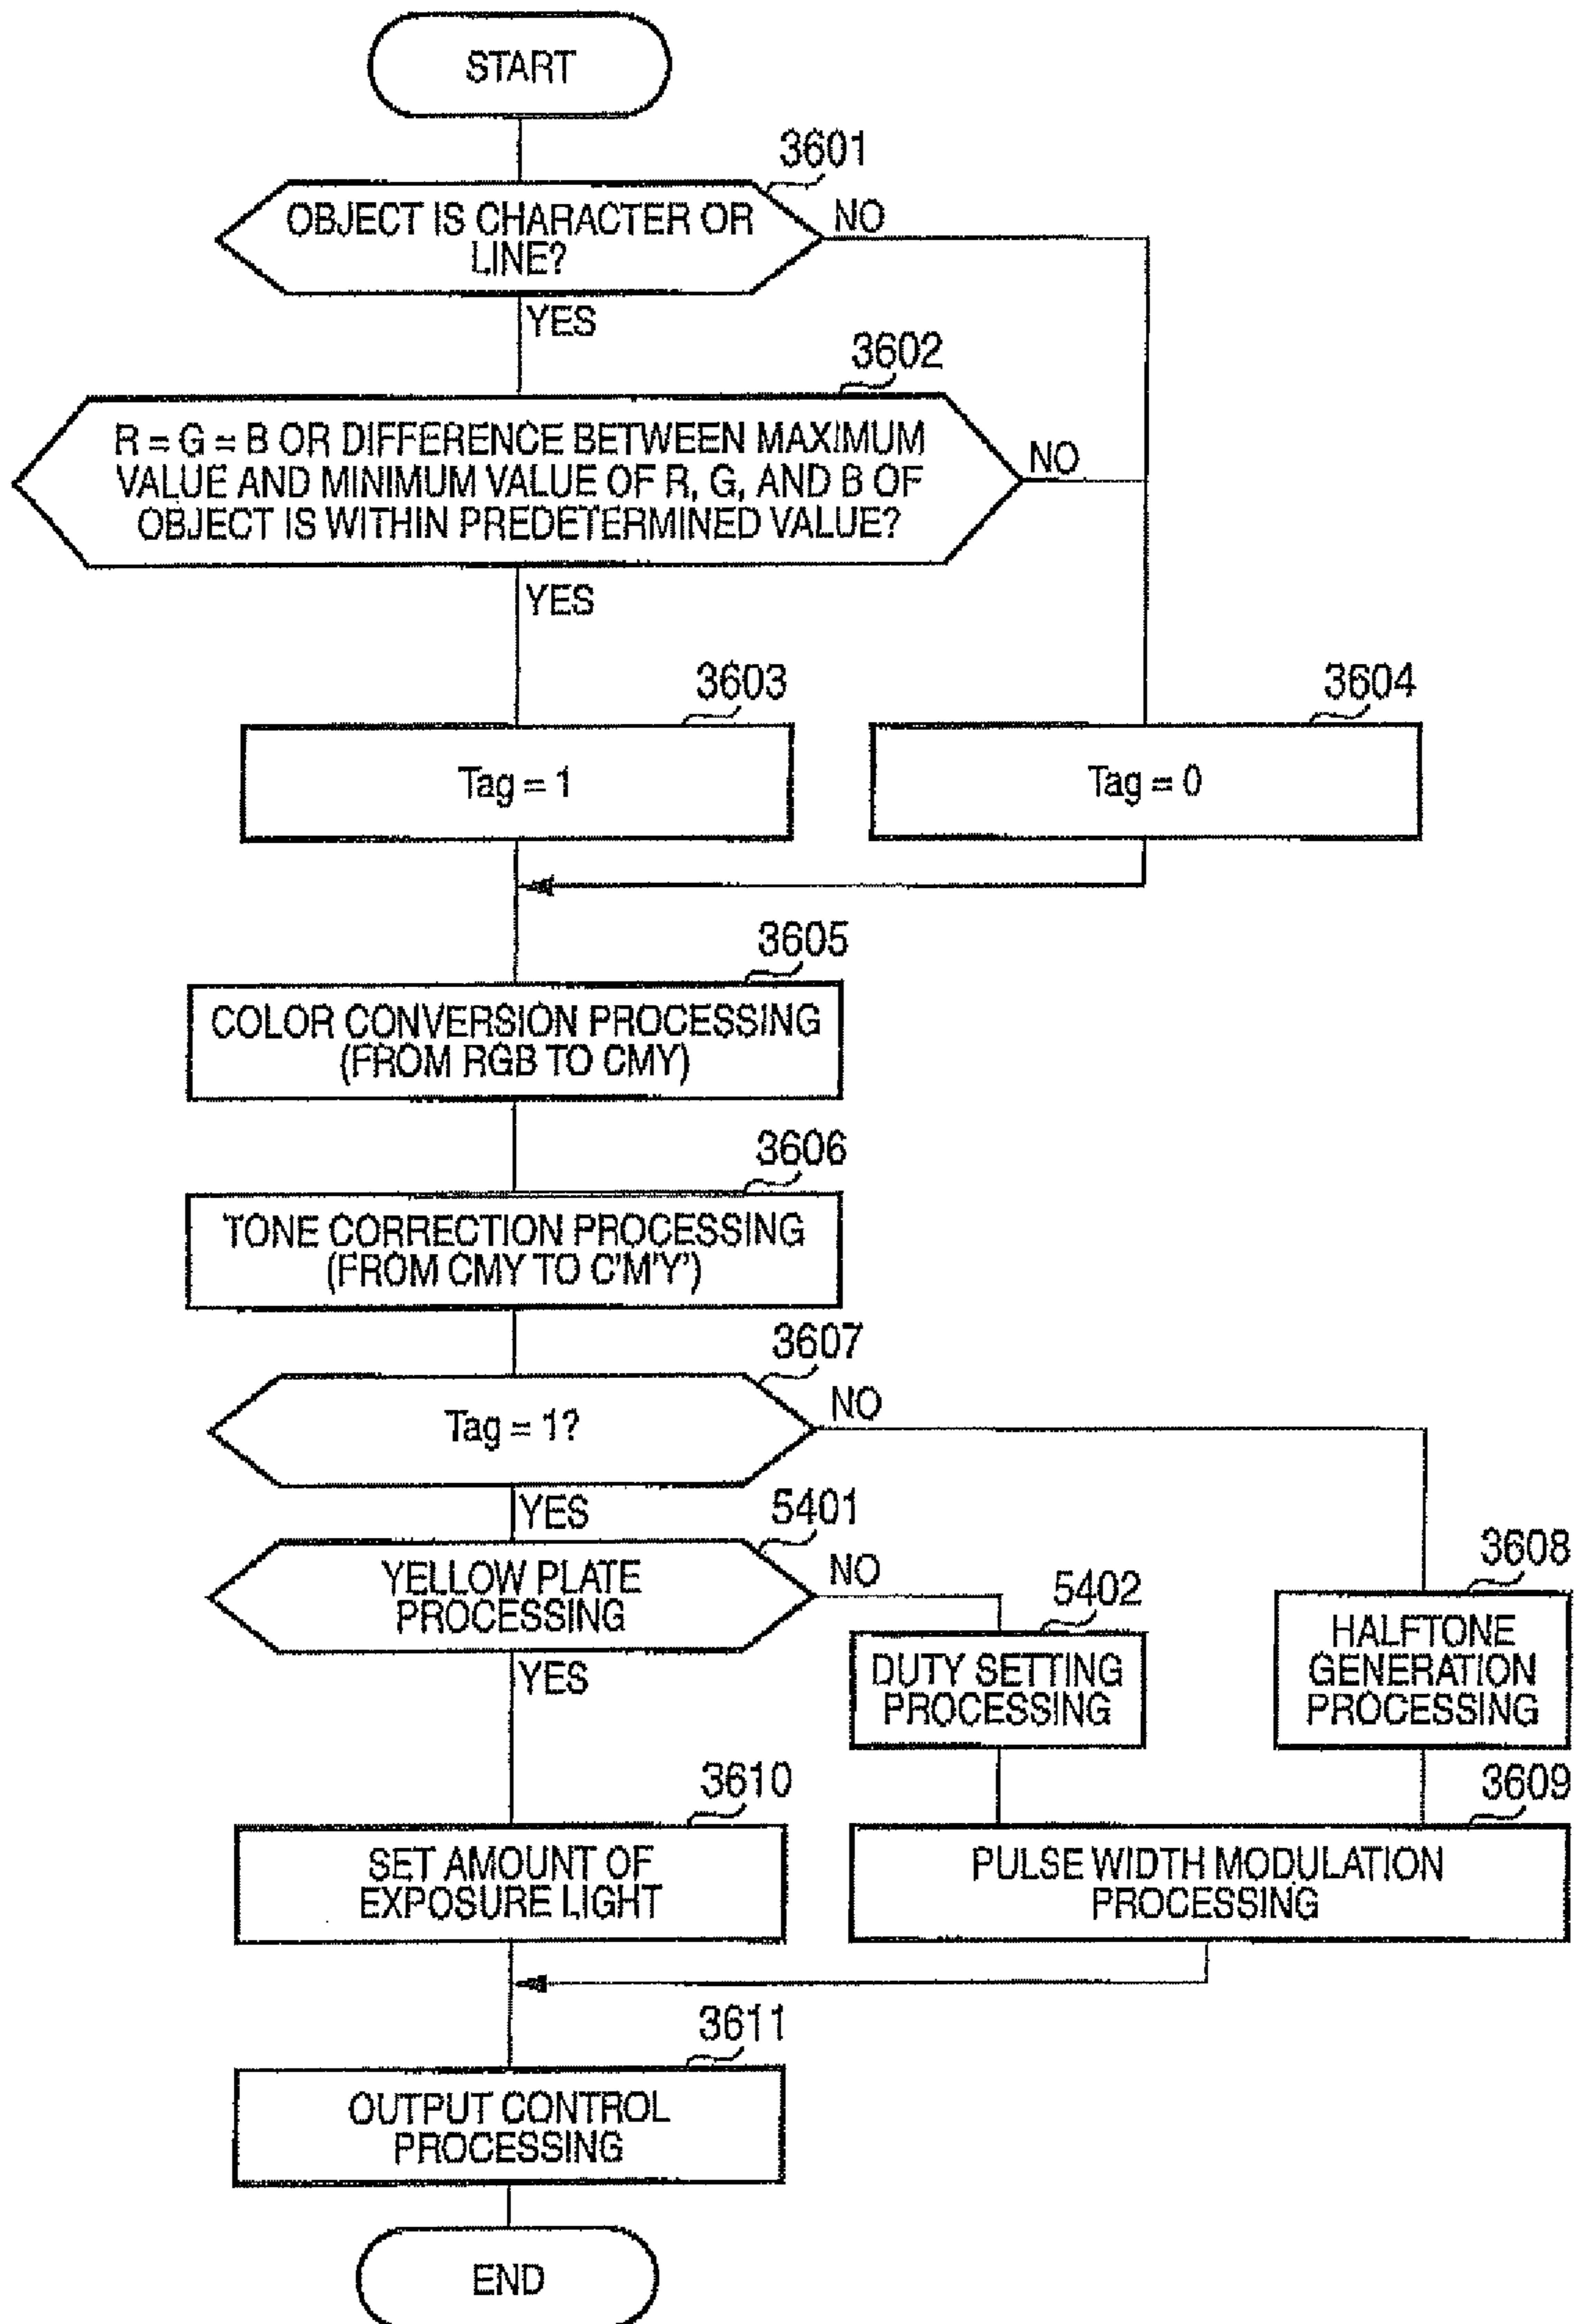 START
3601
OBJECT IS CHARACTER OR
LINE?
NO
YES
3602
R = G = B OR DIFFERENCE BETWEEN MAXIMUM
VALUE AND MINIMUM VALUE OF R, G, AND B OF
OBJECT IS WITHIN PREDETERMINED VALUE?
NO
YES
3603
Tag = 1
3604
Tag = 0
3605
COLOR CONVERSION PROCESSING
(FROM RGB TO CMY)
3606
TONE CORRECTION PROCESSING
(FROM CMY TO C'M'Y')
3607
Tag = 1?
NO
YES
5401
YELLOW PLATE
PROCESSING
NO
YES
5402
DUTY SETTING
PROCESSING
3608
HALFTONE
GENERATION
PROCESSING
3610
SET AMOUNT OF
EXPOSURE LIGHT
3609
PULSE WIDTH MODULATION
PROCESSING
3611
OUTPUT CONTROL
PROCESSING
END